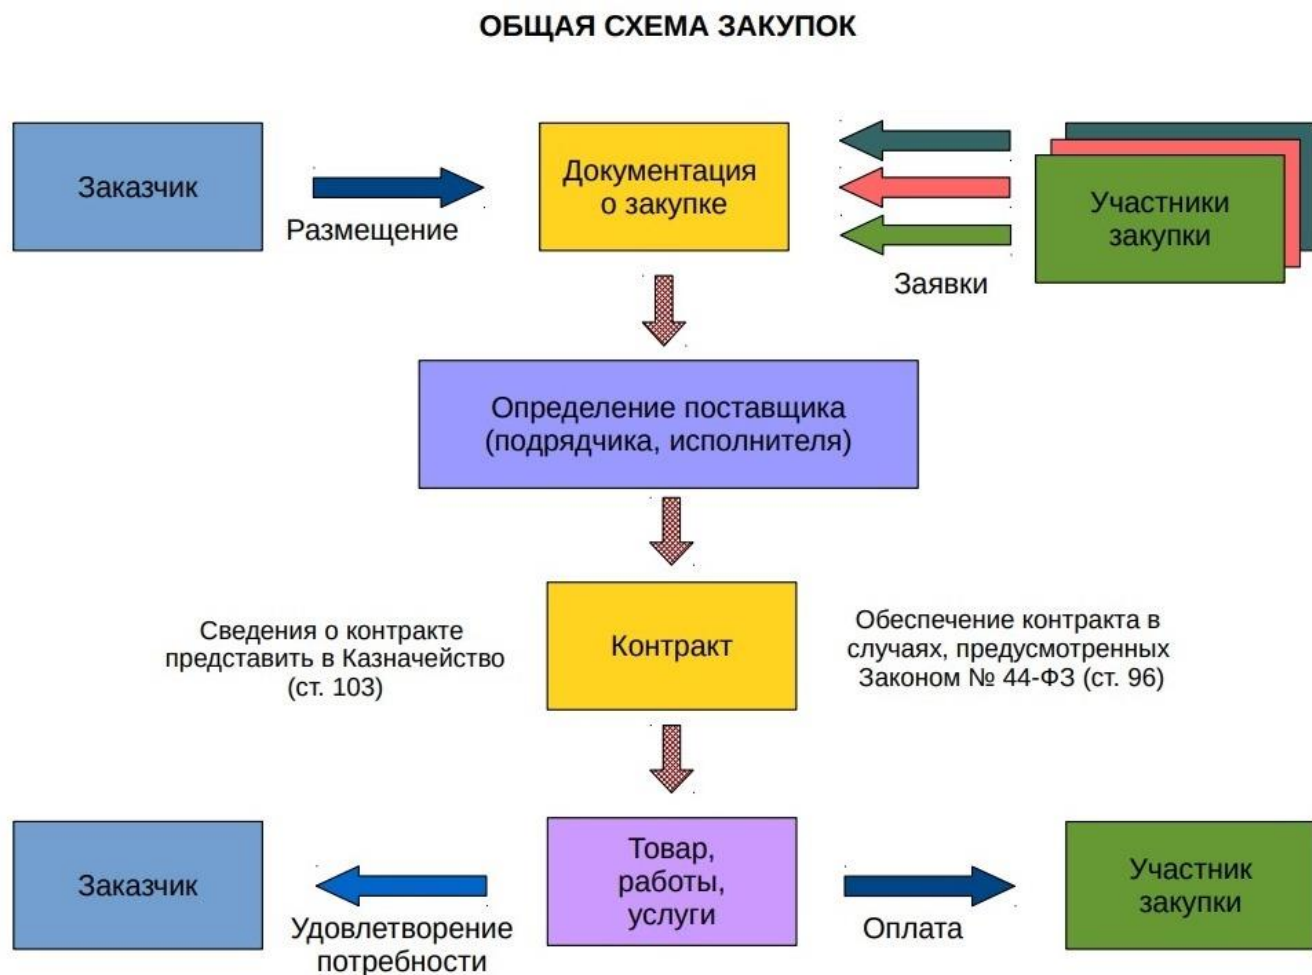 ОБЩАЯ СХЕМА ЗАКУПОК
Заказчик
Размещение
Документация
о закупке
Заявки
Участники
закупки
Определение поставщика
(подрядчика, исполнителя)
Сведения о контракте
представить в Казначейство
(ст. 103)
Контракт
Обеспечение контракта в
случаях, предусмотренных
Законом № 44-ФЗ (ст. 96)
Заказчик
Удовлетворение
потребности
Товар,
работы,
услуги
Оплата
Участник
закупки